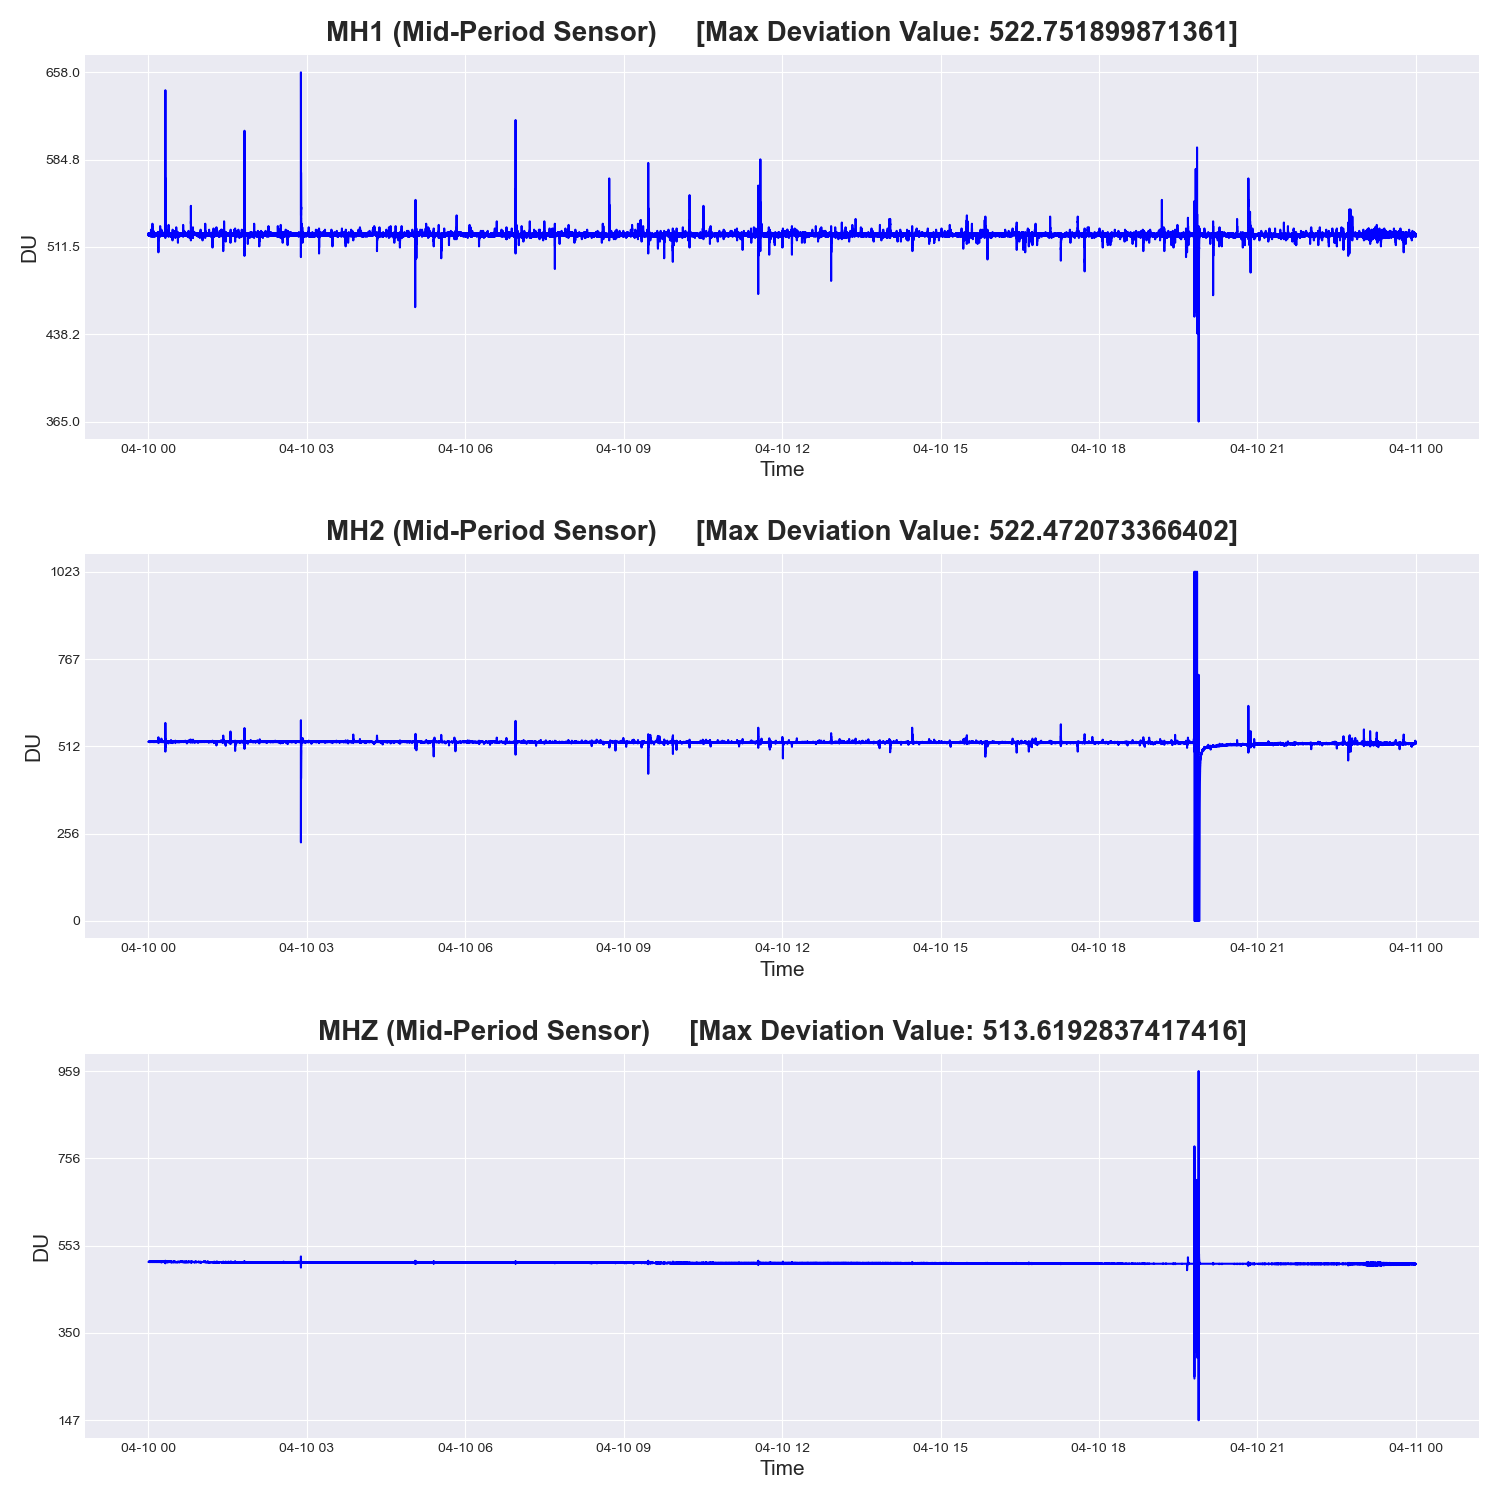 MH1 (Mid-Period Sensor)     [Max Deviation Value: 522.751899871361]
658.0
584.8
511.5
438.2
365.0
DU
04-10 00 04-10 03 04-10 06 04-10 09 04-10 12 04-10 15 04-10 18 04-10 21 04-11 00
Time
MH2 (Mid-Period Sensor)     [Max Deviation Value: 522.472073366402]
1023
767
512
256
0
DU
04-10 00 04-10 03 04-10 06 04-10 09 04-10 12 04-10 15 04-10 18 04-10 21 04-11 00
Time
MHZ (Mid-Period Sensor)     [Max Deviation Value: 513.6192837417416]
959
756
553
350
147
DU
04-10 00 04-10 03 04-10 06 04-10 09 04-10 12 04-10 15 04-10 18 04-10 21 04-11 00
Time